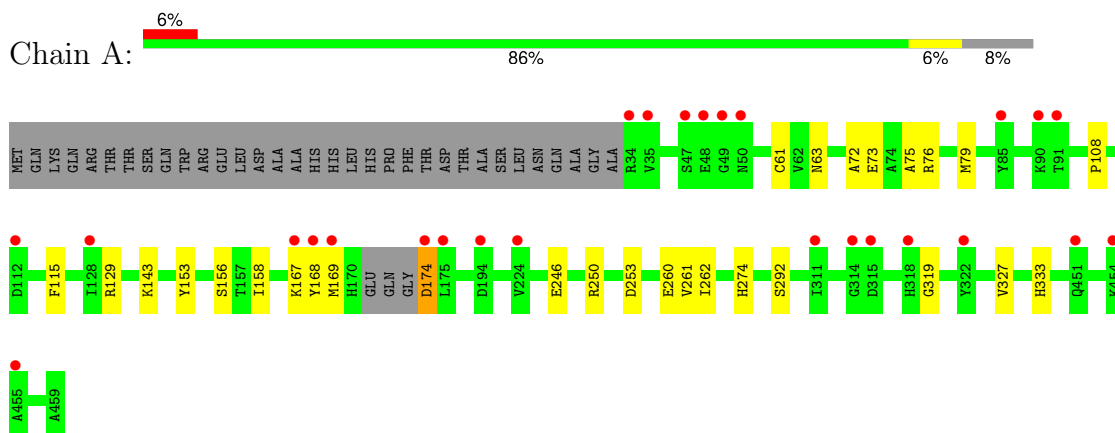 6%
Chain A:
86% 6% 8%
MET GLN LYS GLN ARG THR THR SER GLN TRP ARG GLU LEU ASP ALA ALA HIS HIS LEU HIS PRO PHE THR ASP THR ALA SER LEU ASN GLN ALA GLY ALA R34 V35 S47 E48 G49 N50 C61 V62 N63 A72 E73 A74 A75 R76 M79 Y85 K90 T91 P108
D112 F115 I128 R129 K143 Y153 S156 T157 I158 K167 Y168 M169 H170 GLU GLN GLY D174 L175 D194 V224 E246 R250 D253 E260 V261 I262 H274 S292 I311 G314 D315 H318 G319 Y322 V327 H333 Q451 K454
A455 A459